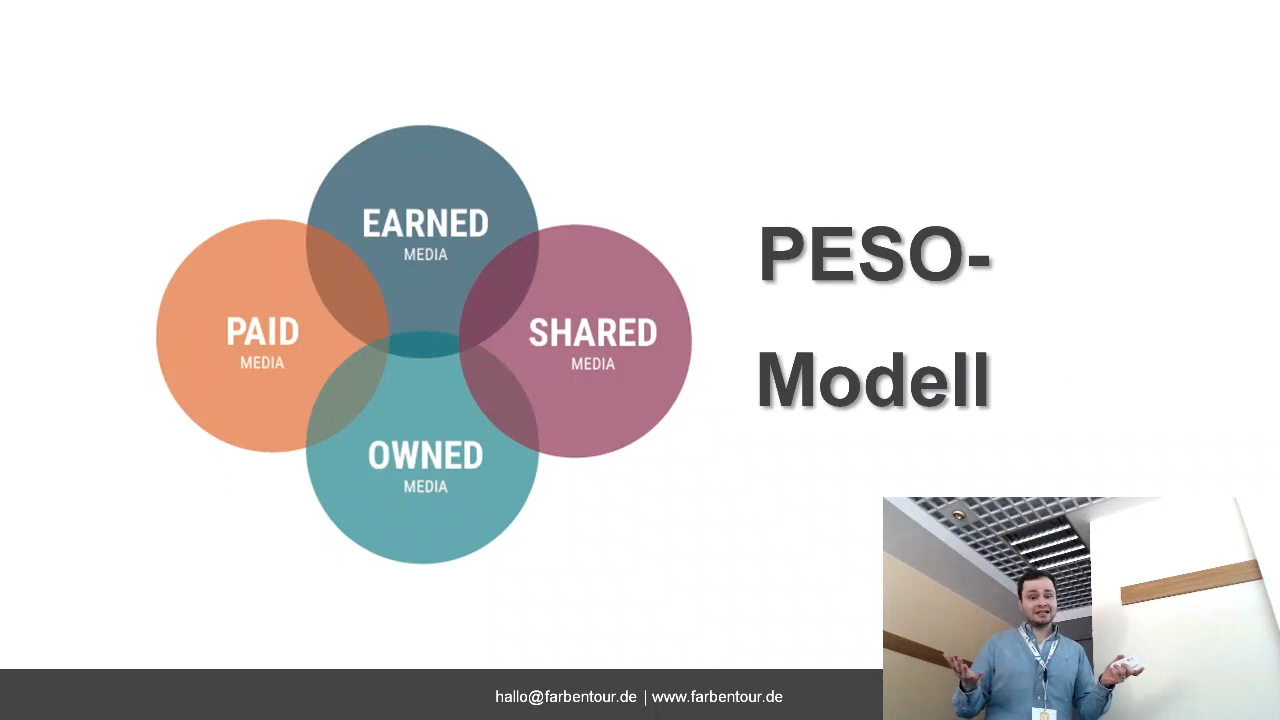 EARNED
MEDIA
PAID
MEDIA
SHARED
MEDIA
OWNED
MEDIA
PESO-
Modell
hallo@farbentour.de | www.farbentour.de